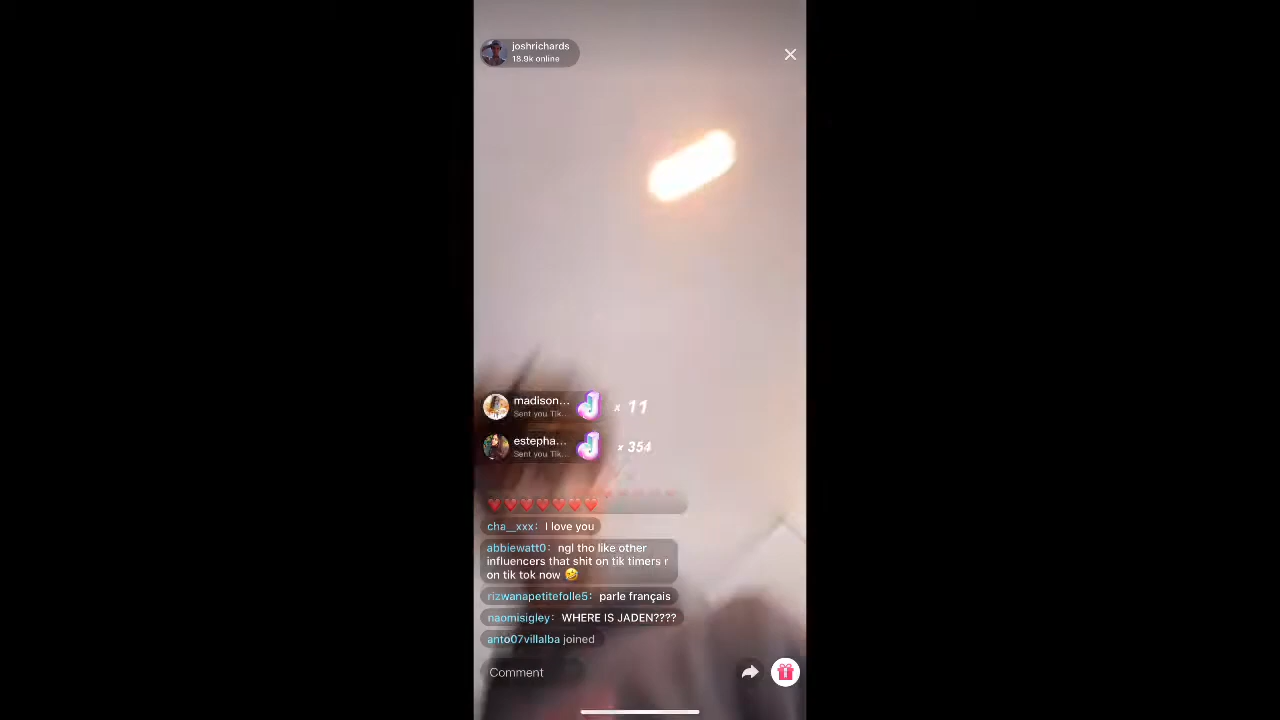 joshrichards
18.9k online
madison...
Sent you Tik...
x 11
estepha...
Sent you Tik...
x 354
cha__xxx: I love you
abbiewatt0: ngl tho like other
influencers that shit on tik timers r
on tik tok now 🤣
rizwanapetitefolle5: parle français
naomisigley: WHERE IS JADEN????
anto07villalba joined
Comment